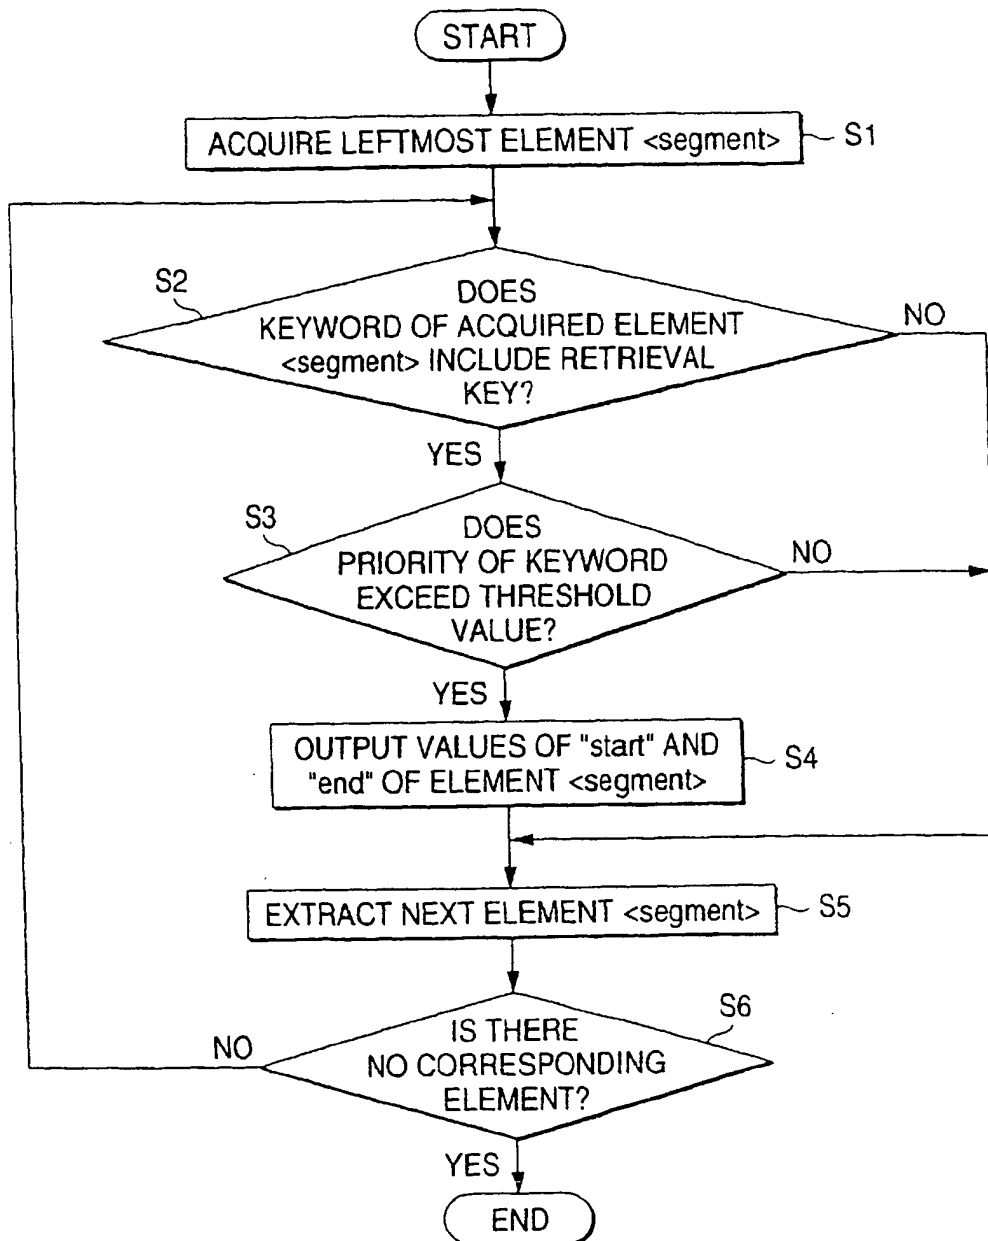 START
ACQUIRE LEFTMOST ELEMENT <segment>
S1
S2
DOES
KEYWORD OF ACQUIRED ELEMENT
<segment> INCLUDE RETRIEVAL
KEY?
NO
YES
S3
DOES
PRIORITY OF KEYWORD
EXCEED THRESHOLD
VALUE?
NO
YES
OUTPUT VALUES OF "start" AND
"end" OF ELEMENT <segment>
S4
EXTRACT NEXT ELEMENT <segment>
S5
S6
IS THERE
NO CORRESPONDING
ELEMENT?
NO
YES
END